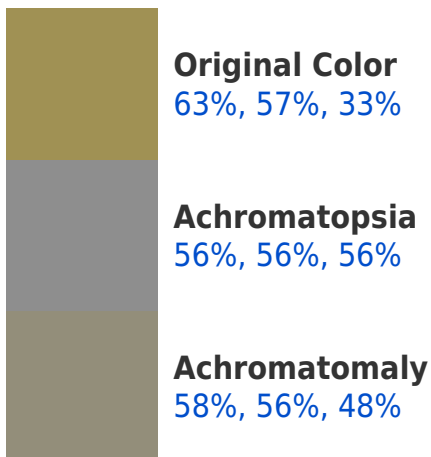 Original Color
63%, 57%, 33%
Achromatopsia
56%, 56%, 56%
Achromatomaly
58%, 56%, 48%